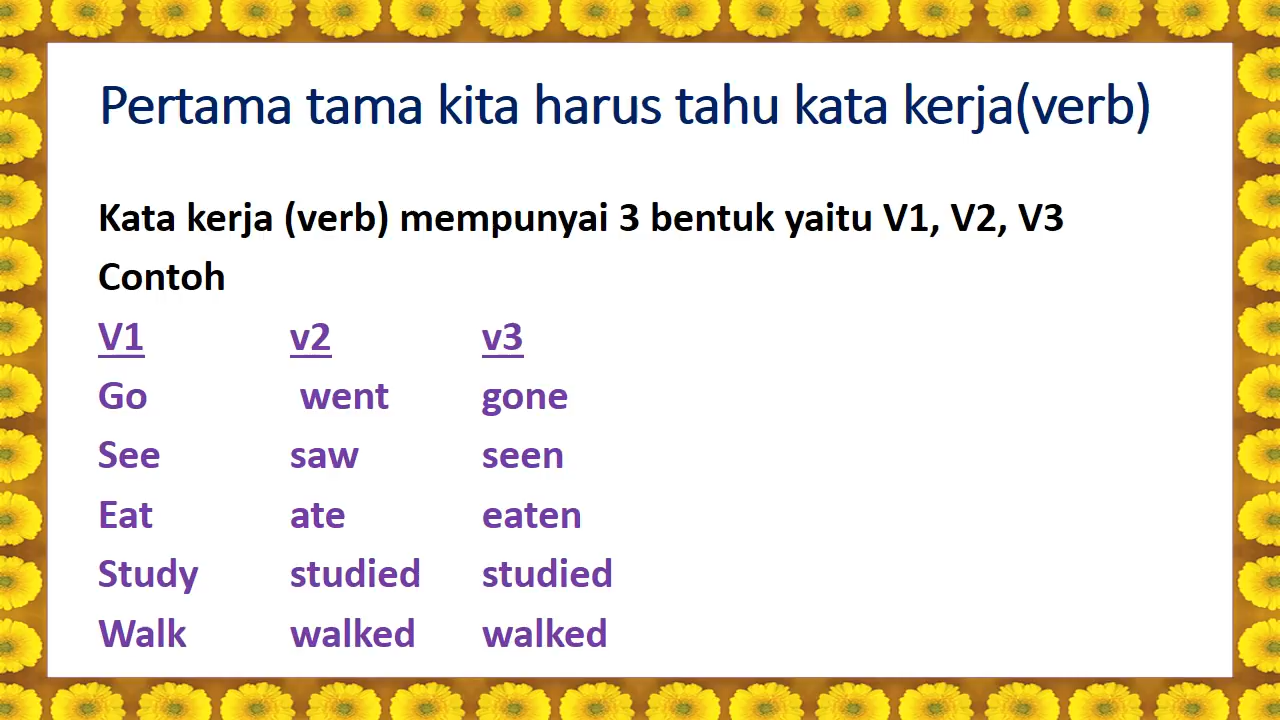 Pertama tama kita harus tahu kata kerja(verb)
Kata kerja (verb) mempunyai 3 bentuk yaitu V1, V2, V3
Contoh
V1 v2 v3
Go went gone
See saw seen
Eat ate eaten
Study studied studied
Walk walked walked